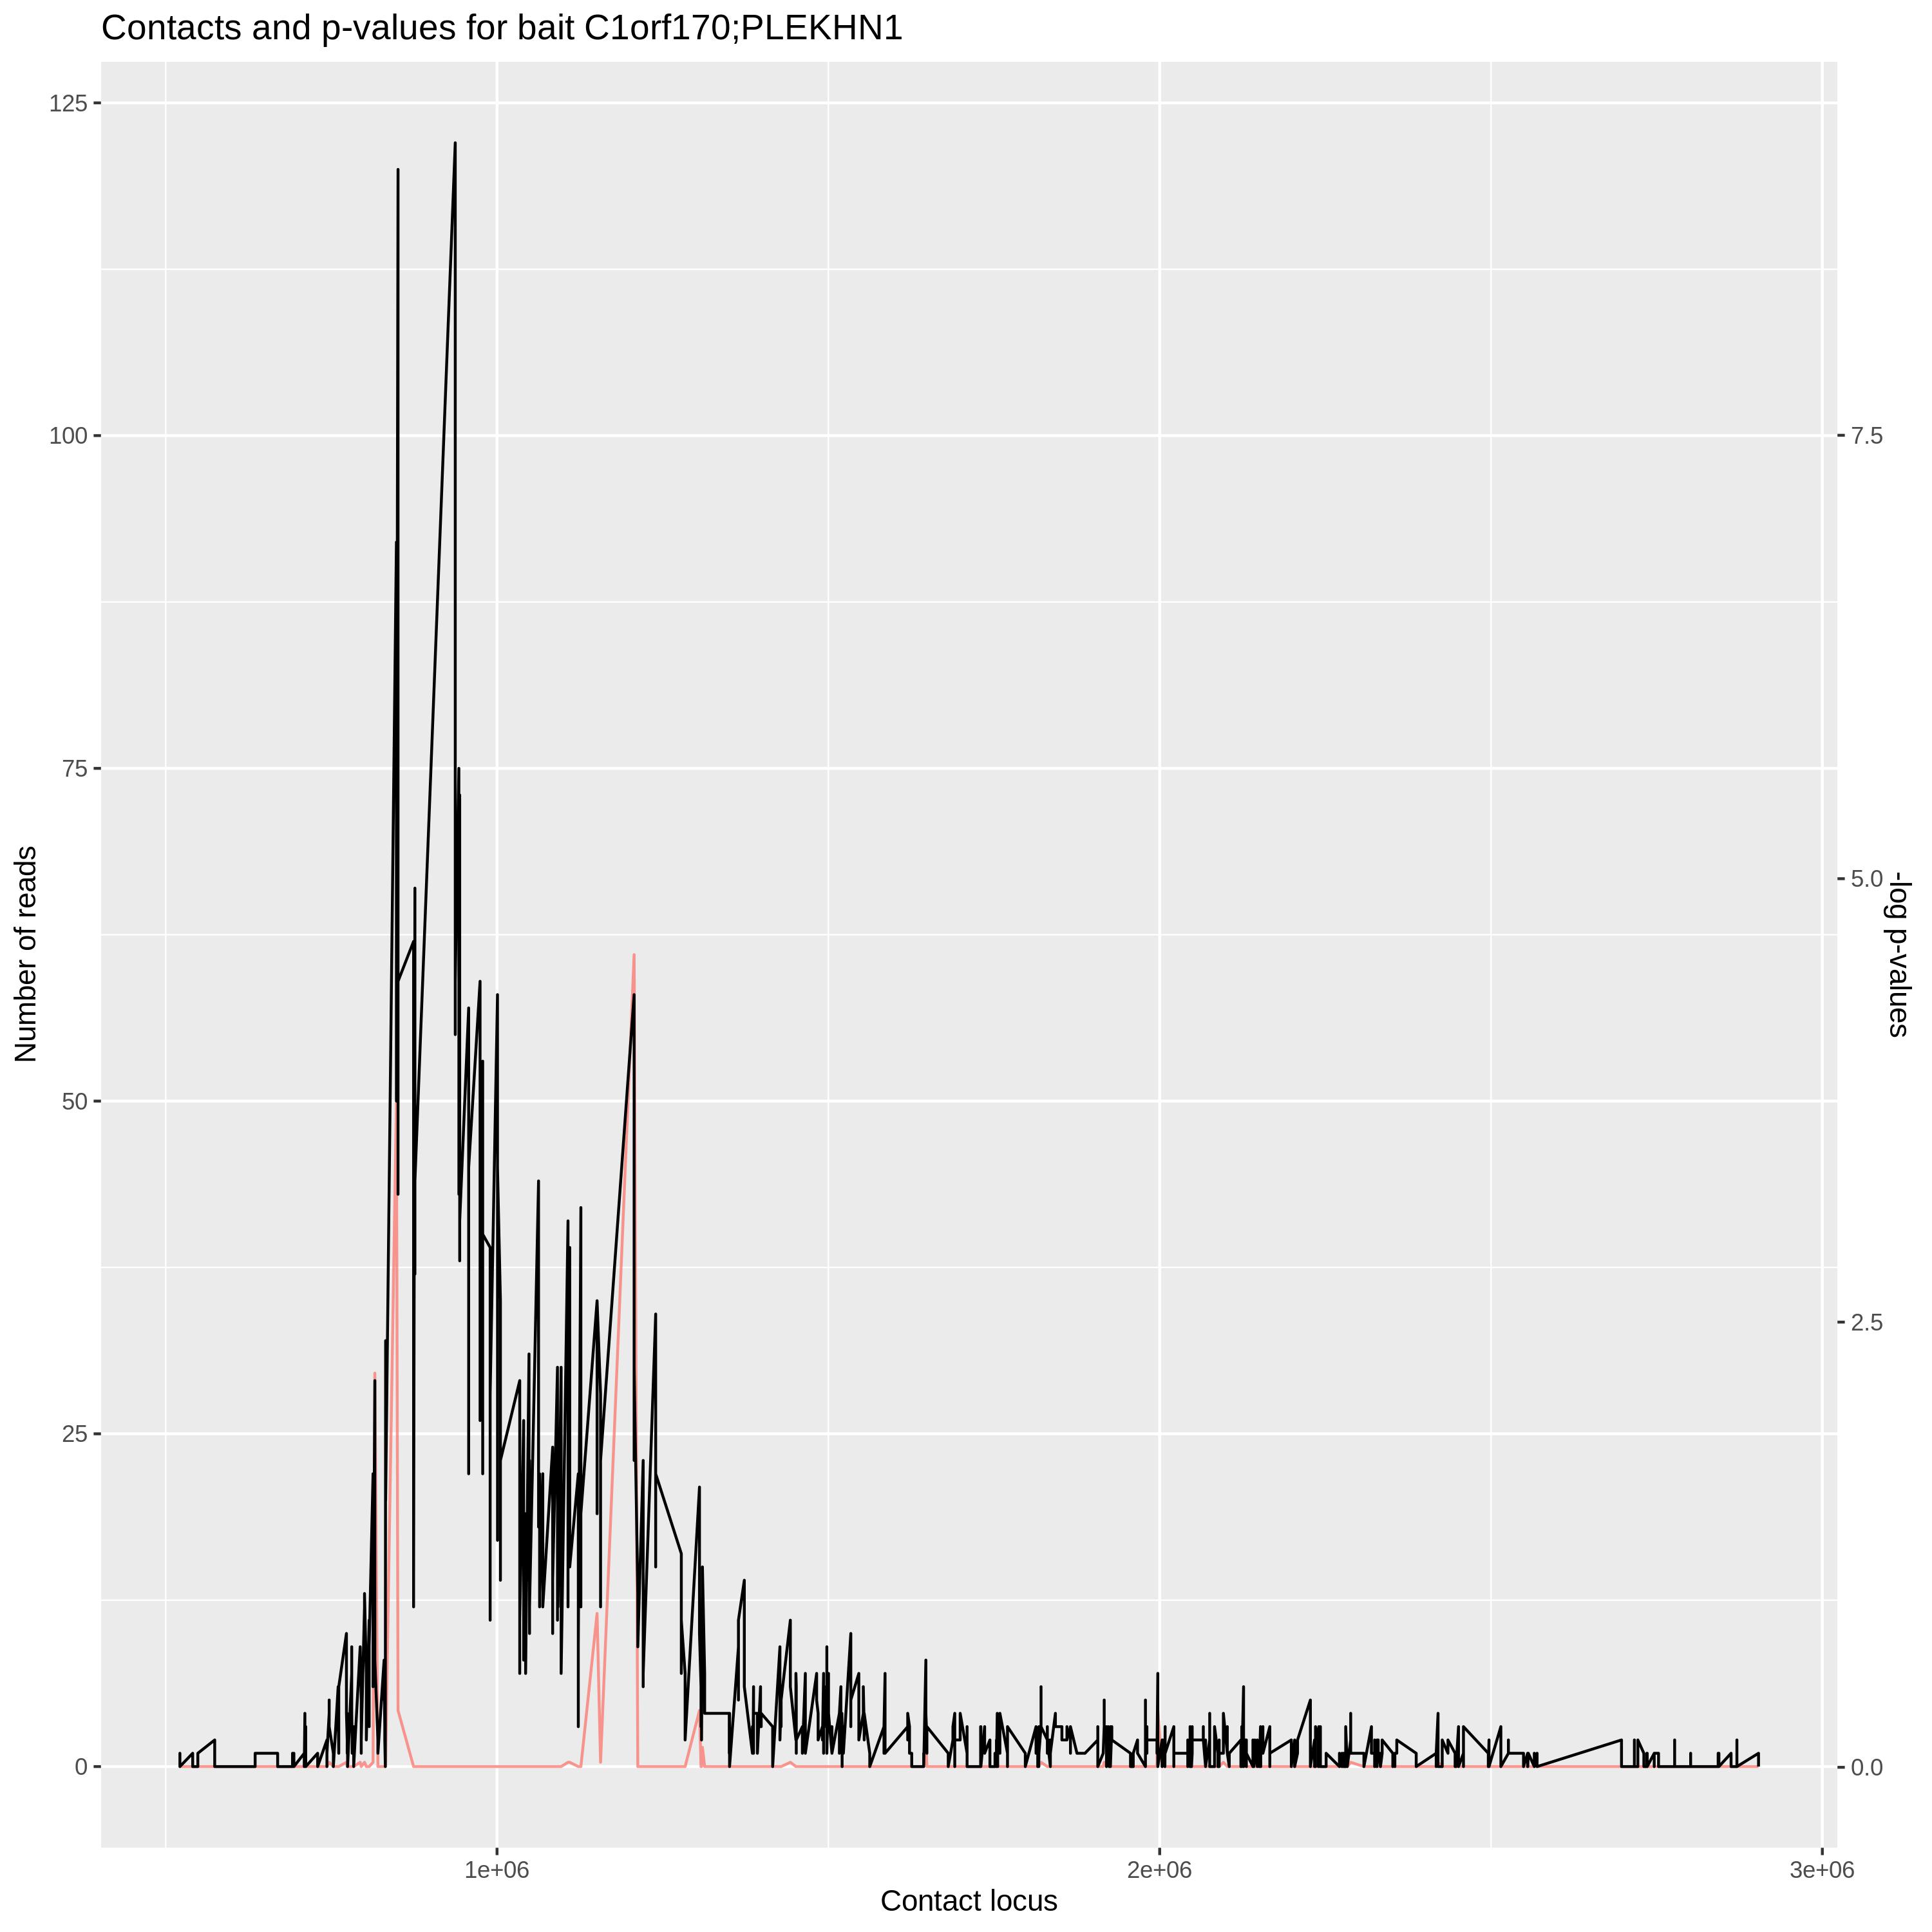 Contacts and p-values for bait C1orf170;PLEKHN1
125
100
75
50
25
0
Number of reads
7.5
5.0
2.5
0.0
-log p-values
1e+06
2e+06
3e+06
Contact locus